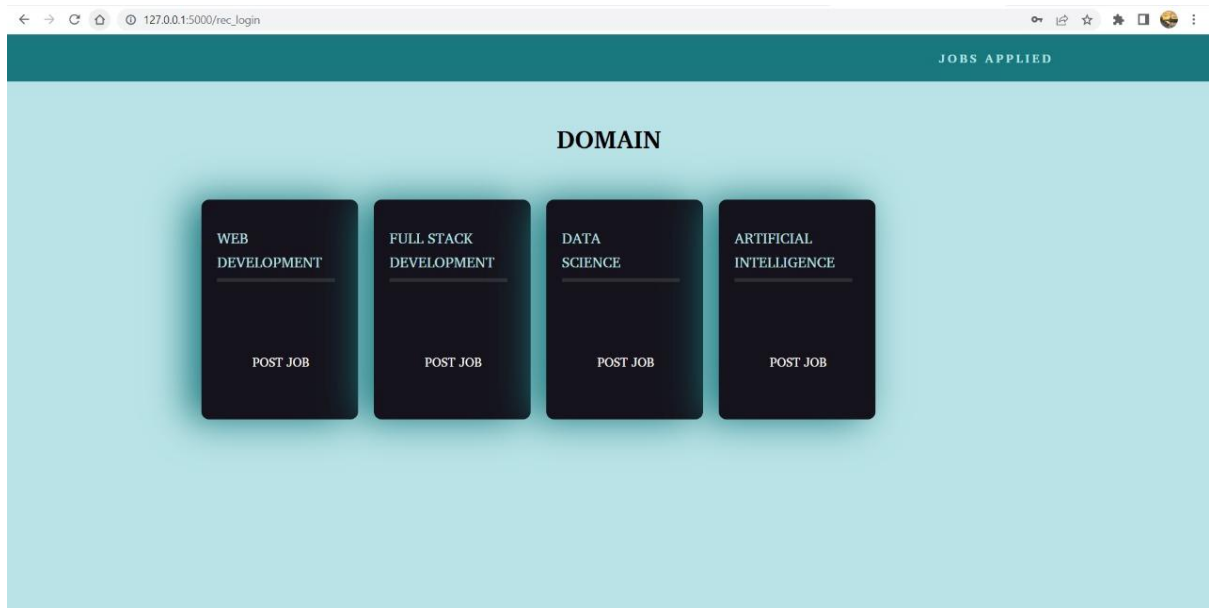 127.0.0.1:5000/rec_login
JOBS APPLIED
DOMAIN
WEB
DEVELOPMENT
POST JOB
FULL STACK
DEVELOPMENT
POST JOB
DATA
SCIENCE
POST JOB
ARTIFICIAL
INTELLIGENCE
POST JOB